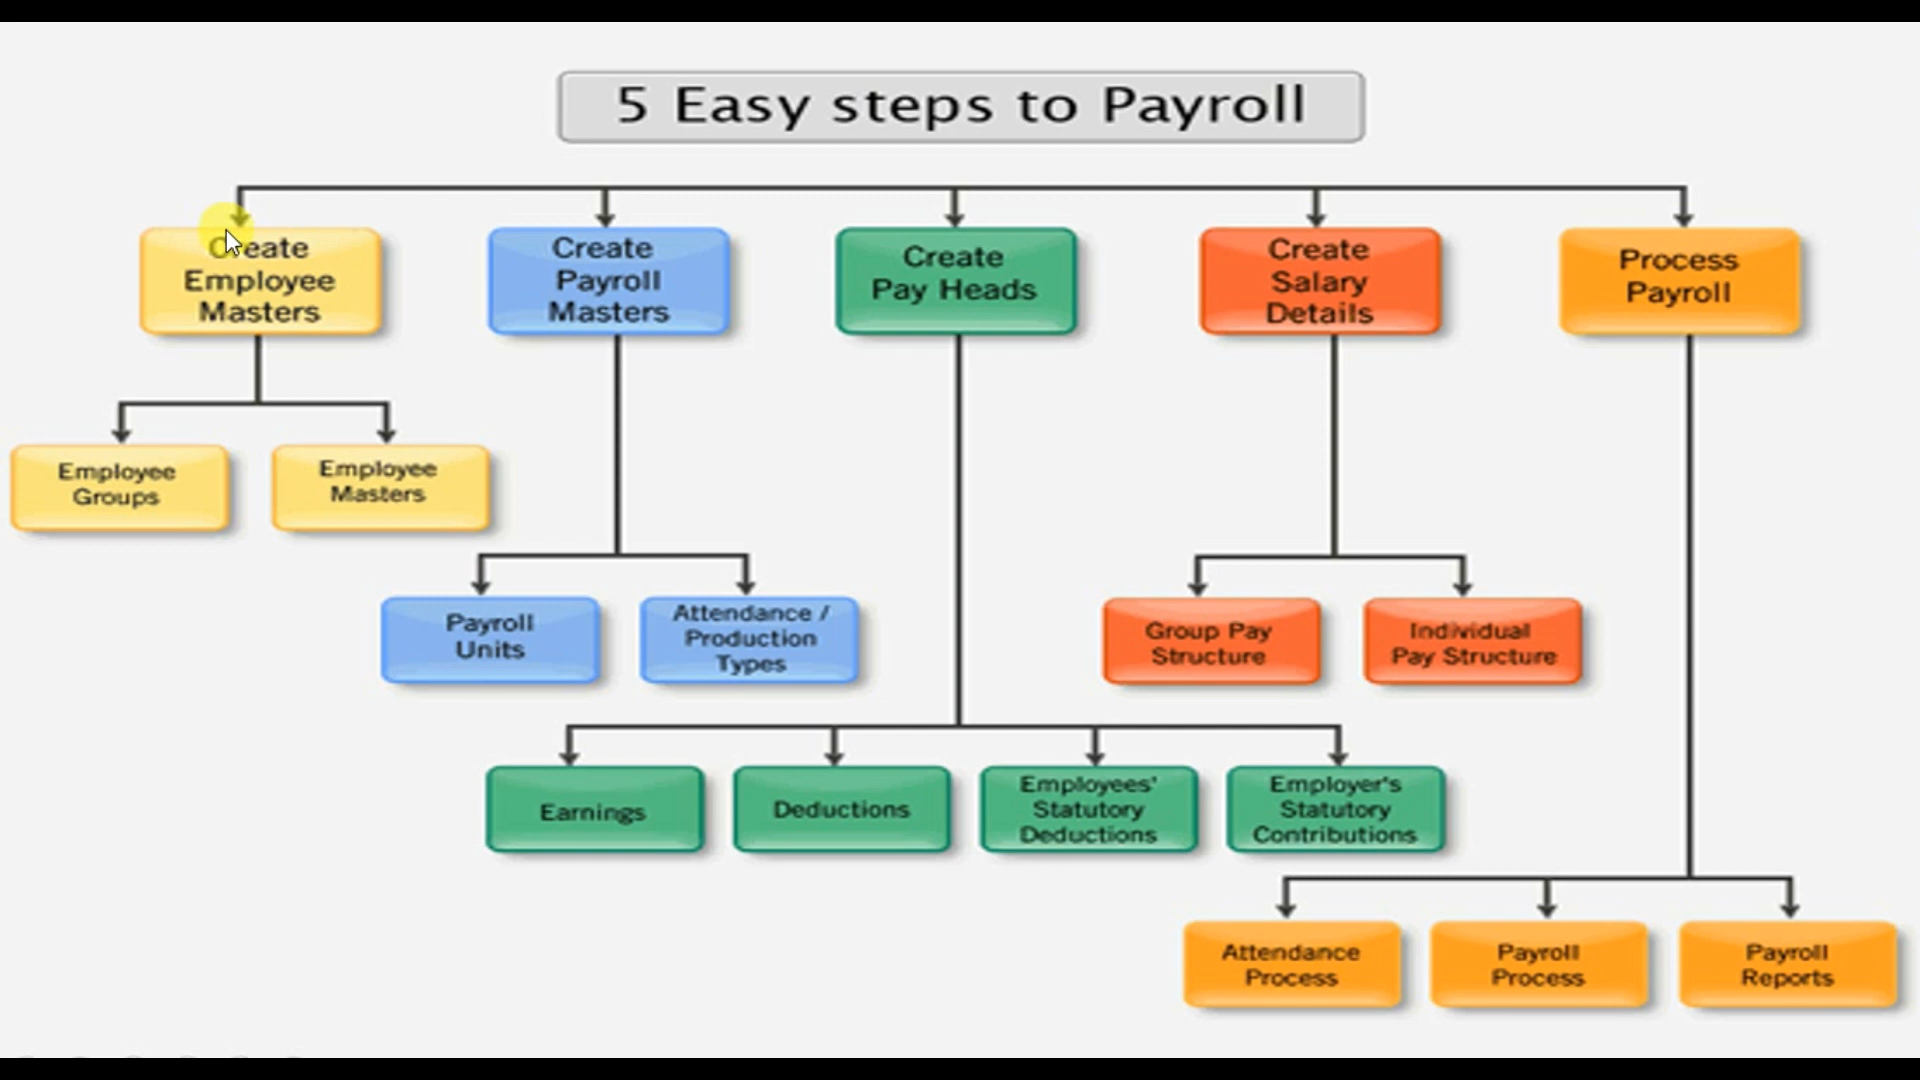 5 Easy steps to Payroll
Create
Employee
Masters
Create
Payroll
Masters
Create
Pay Heads
Create
Salary
Details
Process
Payroll
Employee
Groups
Employee
Masters
Payroll
Units
Attendance /
Production
Types
Group Pay
Structure
Individual
Pay Structure
Earnings
Deductions
Employees'
Statutory
Deductions
Employer's
Statutory
Contributions
Attendance
Process
Payroll
Process
Payroll
Reports